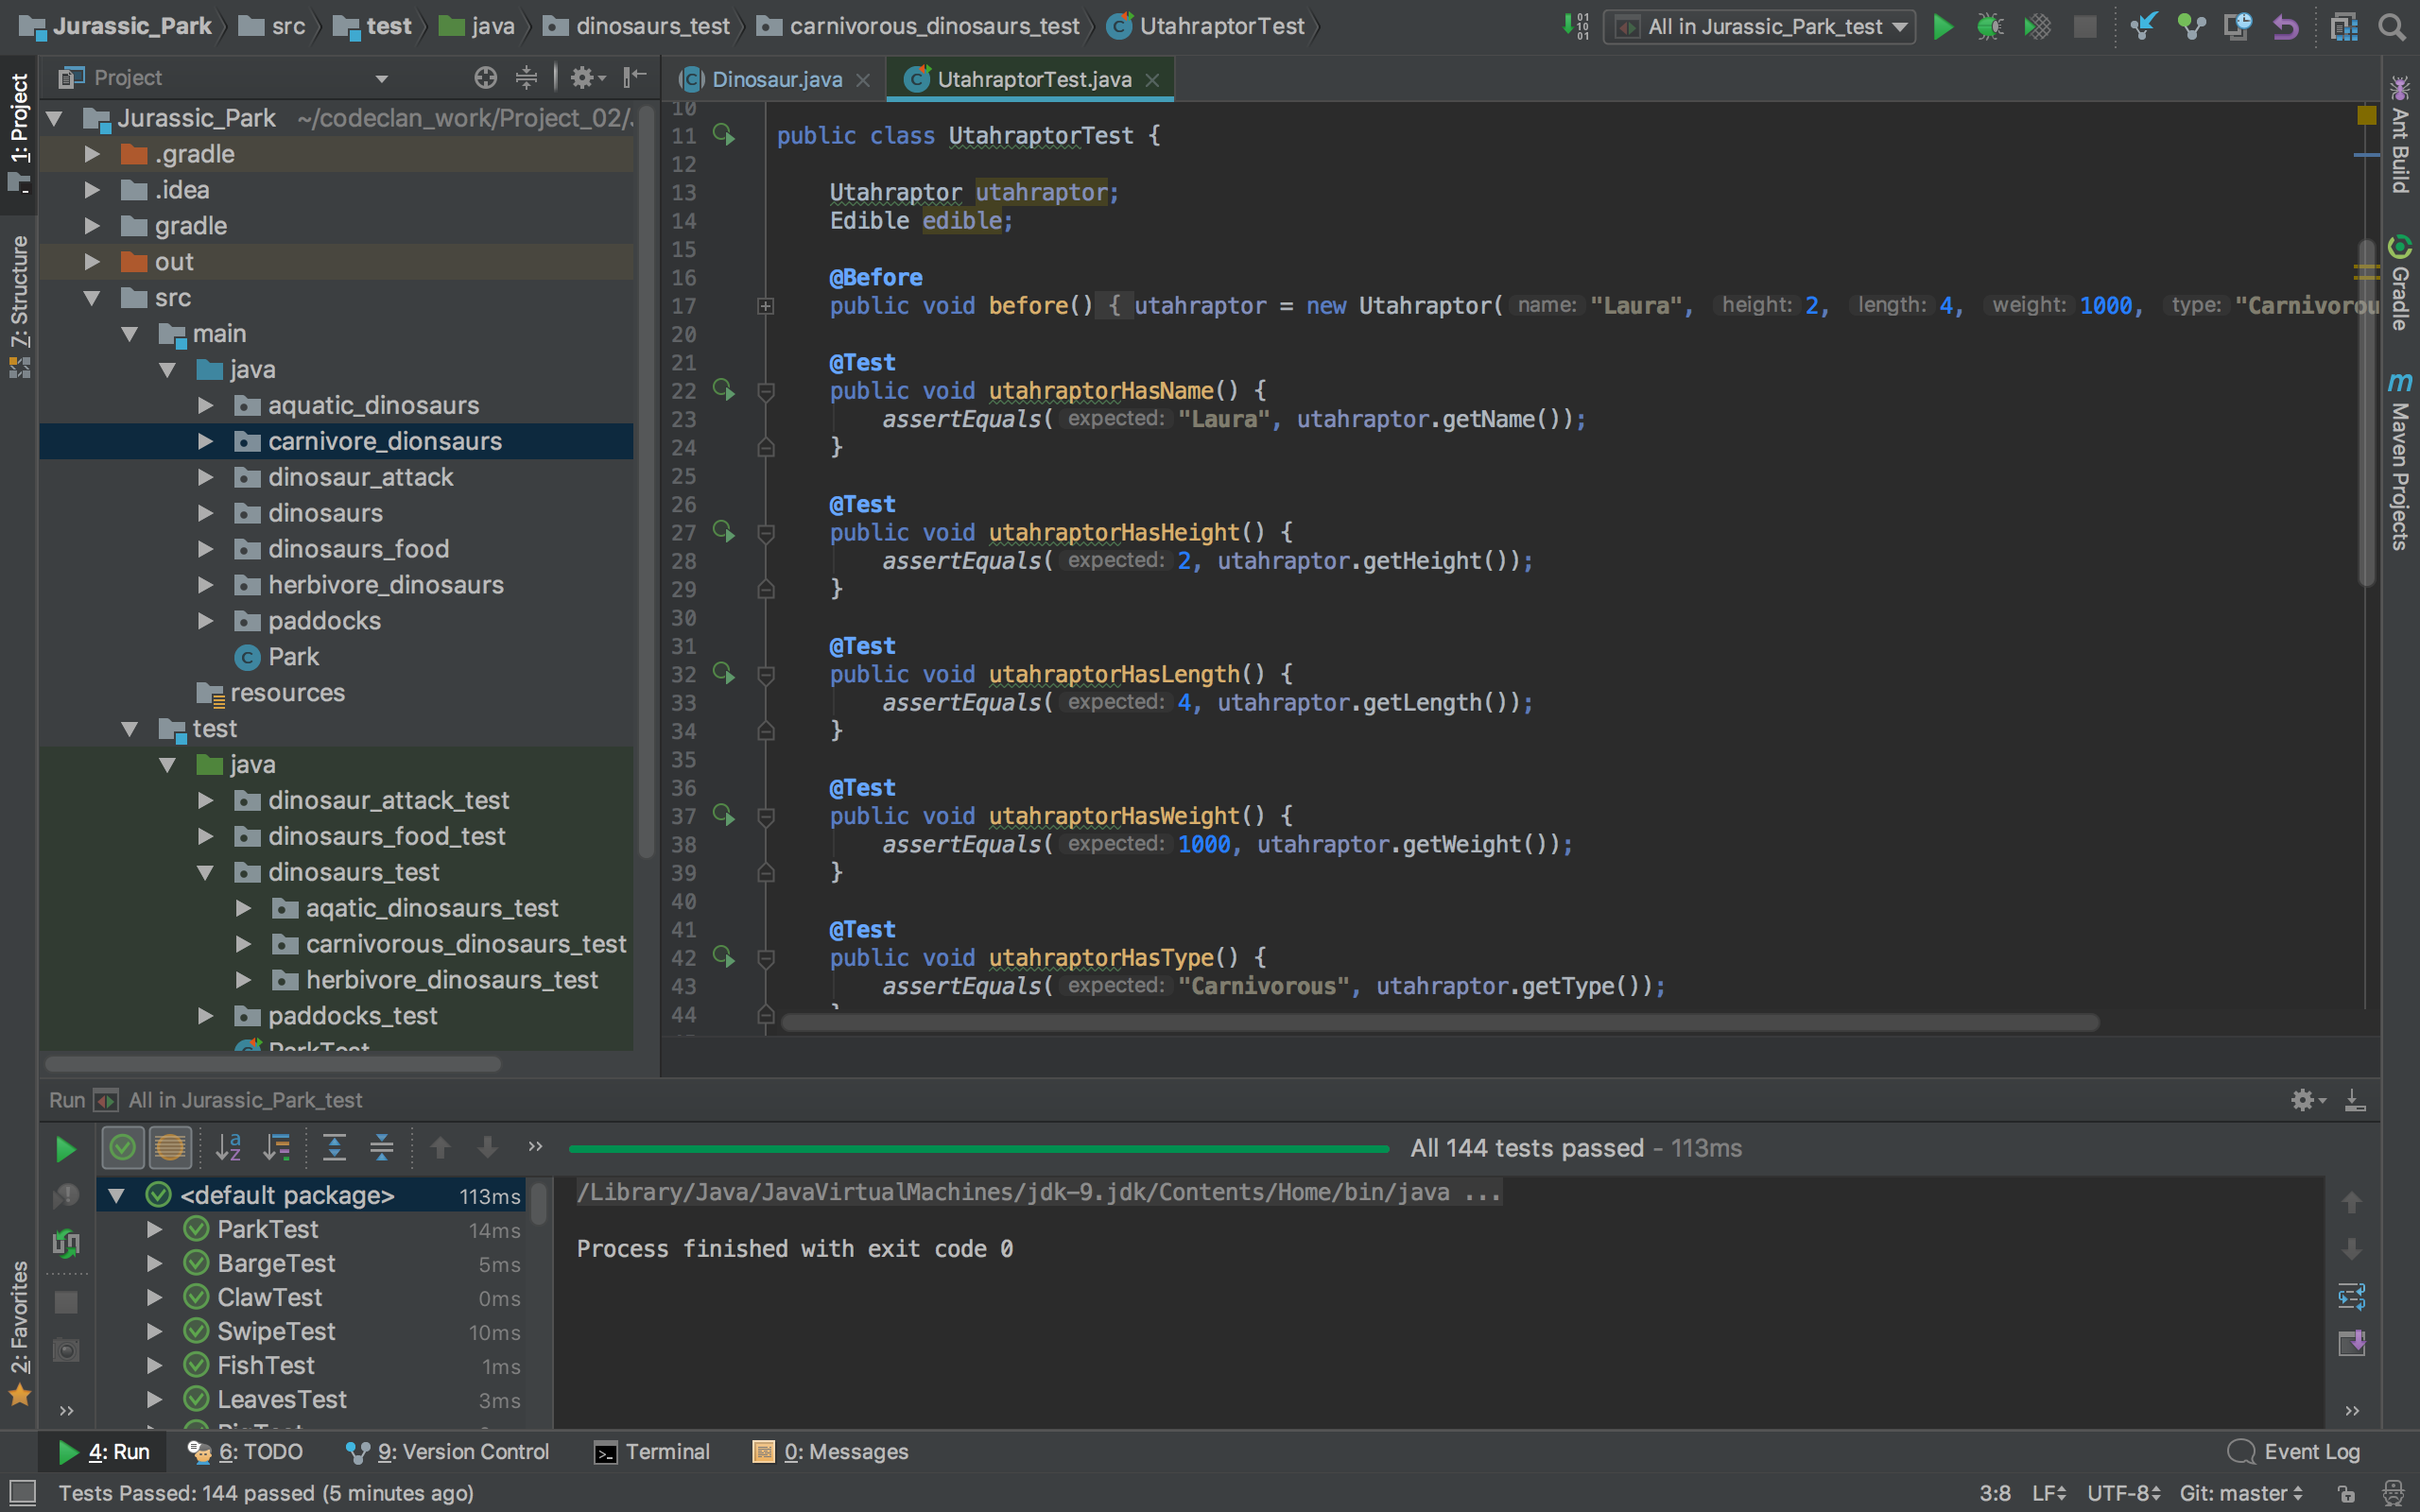 Jurassic_Park src test java dinosaurs_test carnivorous_dinosaurs_test UtahraptorTest All in Jurassic_Park_test
1: Project
Z: Structure
2: Favorites
Project
Jurassic_Park ~/codeclan_work/Project_02/
.gradle
.idea
gradle
out
src
main
java
aquatic_dinosaurs
carnivore_dionsaurs
dinosaur_attack
dinosaurs
dinosaurs_food
herbivore_dinosaurs
paddocks
Park
resources
test
java
dinosaur_attack_test
dinosaurs_food_test
dinosaurs_test
aqatic_dinosaurs_test
carnivorous_dinosaurs_test
herbivore_dinosaurs_test
paddocks_test
ParkTest
Dinosaur.java UtahraptorTest.java
10
11 public class UtahraptorTest {
12
13 Utahraptor utahraptor;
14 Edible edible;
15
16 @Before
17 public void before() { utahraptor = new Utahraptor( name: "Laura", height: 2, length: 4, weight: 1000, type: "Carnivorou
20
21 @Test
22 public void utahraptorHasName() {
23 assertEquals( expected: "Laura", utahraptor.getName());
24 }
25
26 @Test
27 public void utahraptorHasHeight() {
28 assertEquals( expected: 2, utahraptor.getHeight());
29 }
30
31 @Test
32 public void utahraptorHasLength() {
33 assertEquals( expected: 4, utahraptor.getLength());
34 }
35
36 @Test
37 public void utahraptorHasWeight() {
38 assertEquals( expected: 1000, utahraptor.getWeight());
39 }
40
41 @Test
42 public void utahraptorHasType() {
43 assertEquals( expected: "Carnivorous", utahraptor.getType());
44 }
Ant Build
Gradle
Maven Projects
Run All in Jurassic_Park_test
All 144 tests passed - 113ms
<default package> 113ms
ParkTest 14ms
BargeTest 5ms
ClawTest 0ms
SwipeTest 10ms
FishTest 1ms
LeavesTest 3ms
/Library/Java/JavaVirtualMachines/jdk-9.jdk/Contents/Home/bin/java ...
Process finished with exit code 0
4: Run 6: TODO 9: Version Control Terminal 0: Messages Event Log
Tests Passed: 144 passed (5 minutes ago) 3:8 LF UTF-8 Git: master